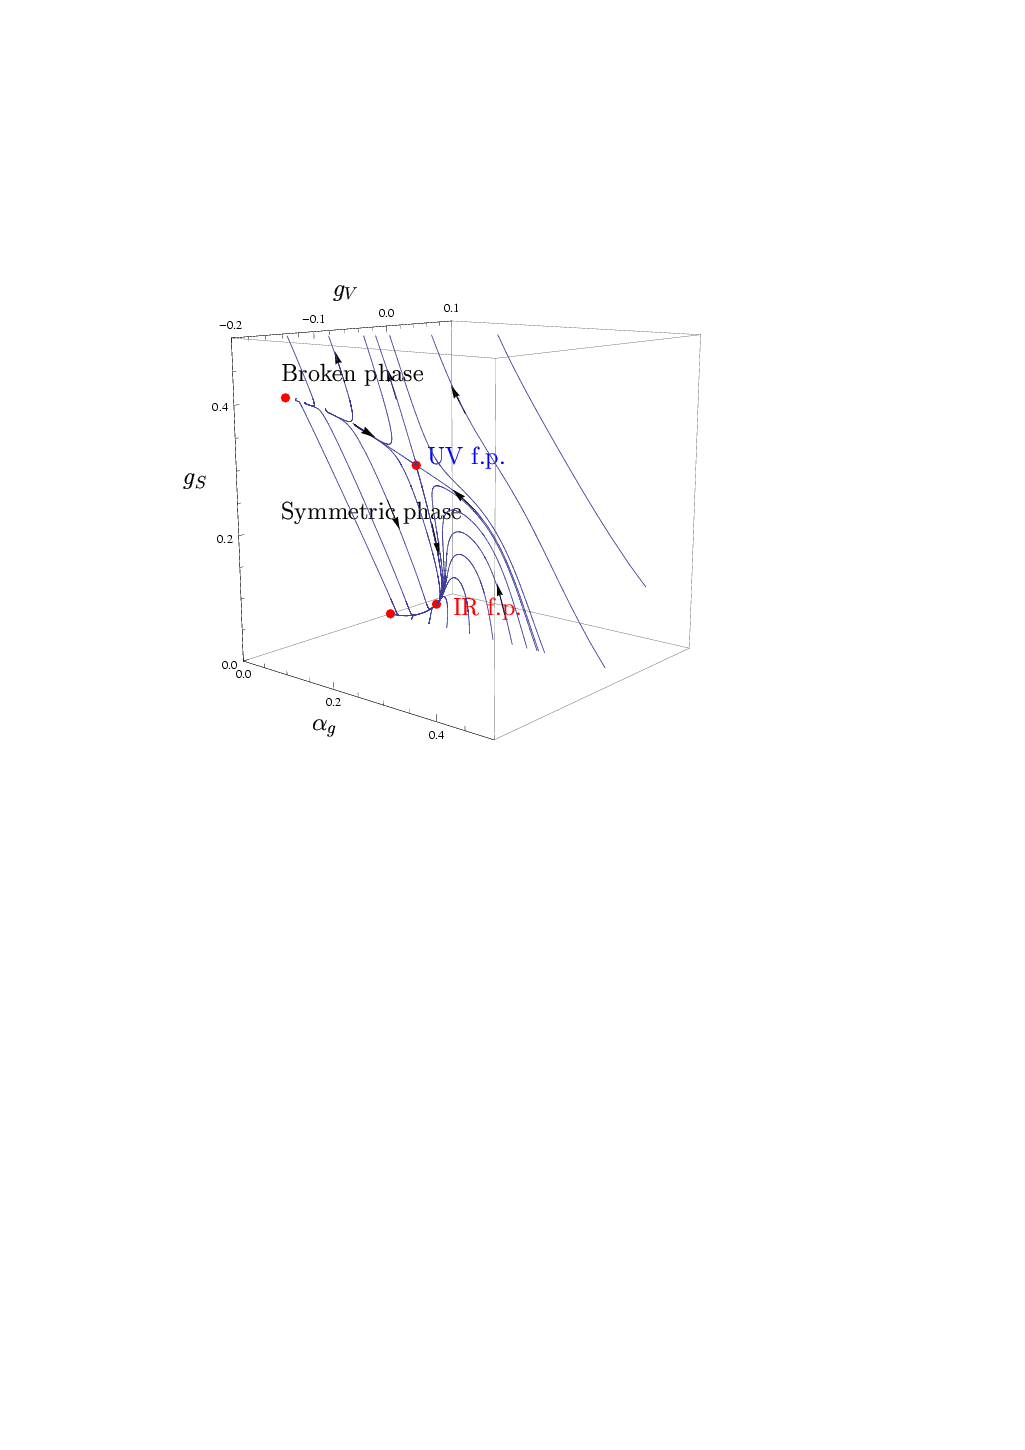 g_V
−0.2
−0.1
0.0
0.1
Broken phase
0.4
UV f.p.
g_S
Symmetric phase
0.2
IR f.p.
0.0
0.0
0.2
α_g
0.4